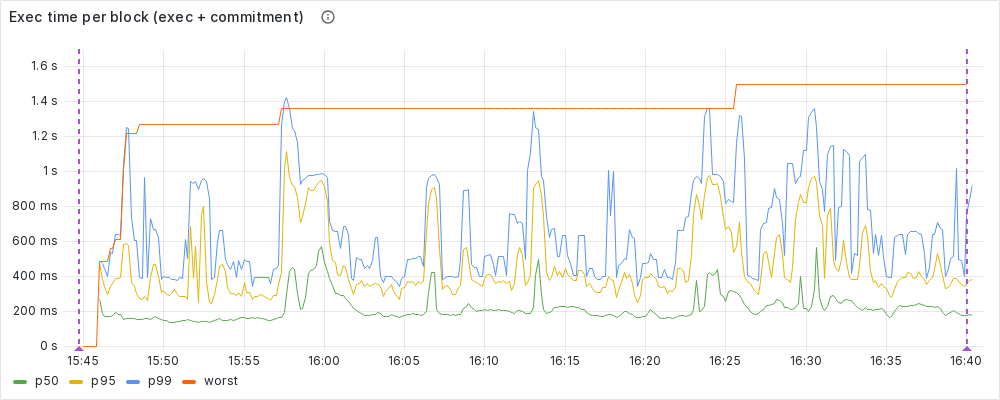 Exec time per block (exec + commitment)
1.6 s
1.4 s
1.2 s
1 s
800 ms
600 ms
400 ms
200 ms
0 s
15:45 15:50 15:55 16:00 16:05 16:10 16:15 16:20 16:25 16:30 16:35 16:40
p50 p95 p99 worst